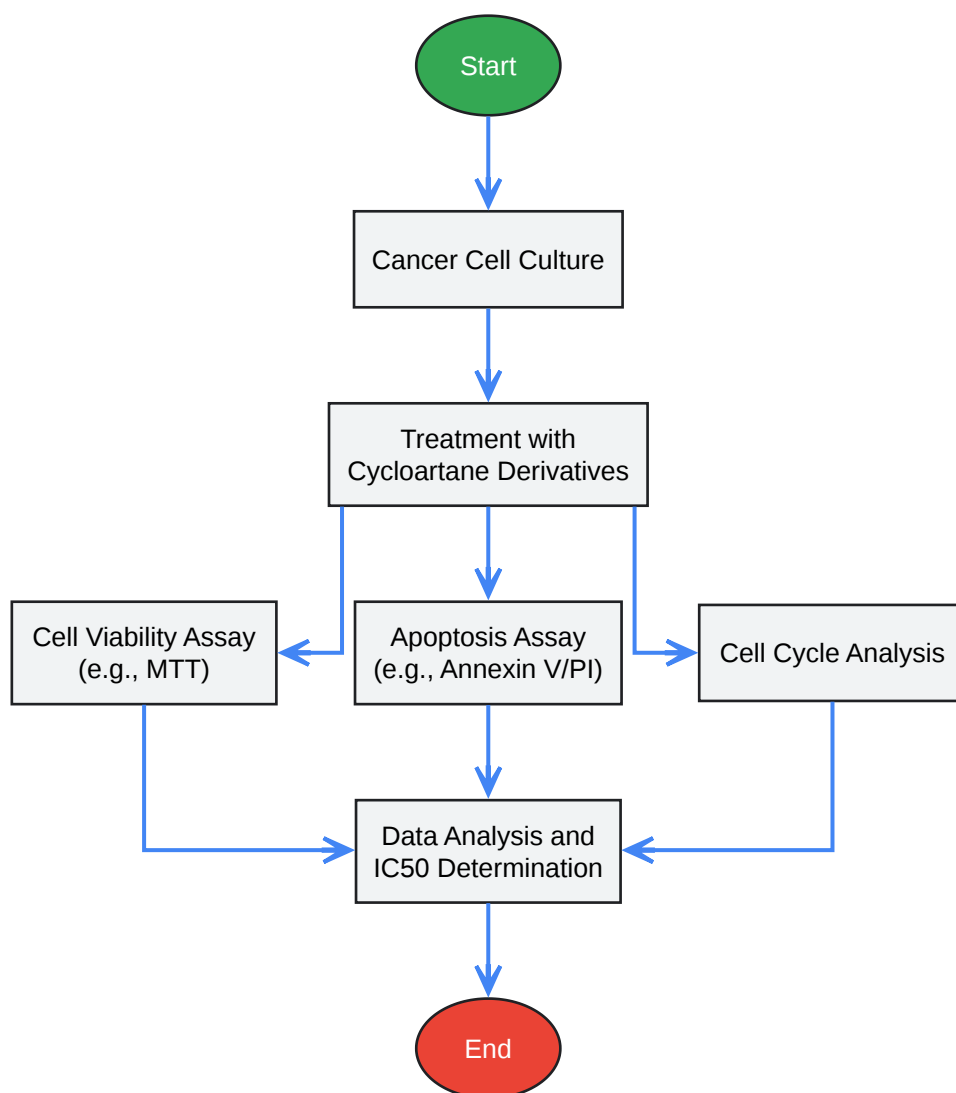 Start
Cancer Cell Culture
Treatment with
Cycloartane Derivatives
Cell Viability Assay
(e.g., MTT)
Apoptosis Assay
(e.g., Annexin V/PI)
Cell Cycle Analysis
Data Analysis and
IC50 Determination
End